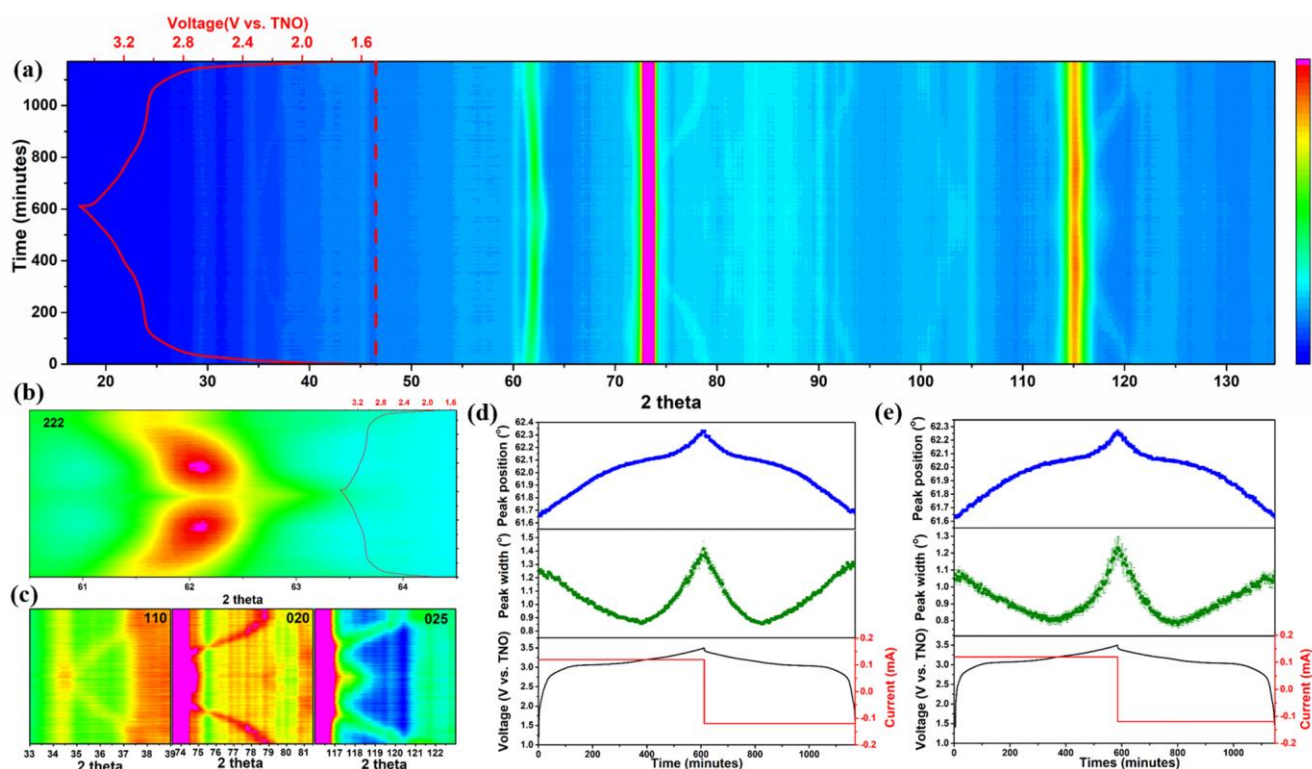 Voltage(V vs. TNO)
3.2 2.8 2.4 2.0 1.6
(a)
Time (minutes)
1000
800
600
400
200
0
20 30 40 50 60 70 80 90 100 110 120 130
2 theta
(b)
222
3.2 2.8 2.4 2.0 1.6
61 62 63 64
2 theta
(c)
110 020 025
33 34 35 36 37 38 39 74 75 76 77 78 79 80 81 117 118 119 120 121 122
2 theta 2 theta 2 theta
(d)
Peak position (°)
62.4
62.3
62.2
62.1
62.0
61.9
61.8
61.7
61.6
Peak width (°)
1.5
1.4
1.3
1.2
1.1
1.0
0.9
0.8
Voltage (V vs. TNO)
3.5
3.0
2.5
2.0
1.5
Current (mA)
0.2
0.1
0.0
-0.1
-0.2
0 200 400 600 800 1000
Times (minutes)
(e)
Peak position (°)
62.4
62.3
62.2
62.1
62.0
61.9
61.8
61.7
61.6
Peak width (°)
1.3
1.2
1.1
1.0
0.9
0.8
Voltage (V vs. TNO)
3.5
3.0
2.5
2.0
1.5
Current (mA)
0.2
0.1
0.0
-0.1
-0.2
0 200 400 600 800 1000
Times (minutes)